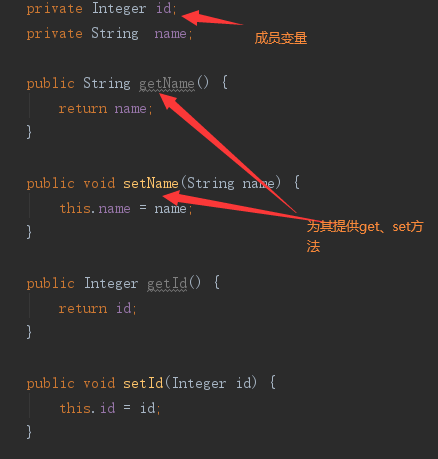 private Integer id;
private String  name;
成员变量
public String getName() {
return name;
}
public void setName(String name) {
this.name = name;
}
为其提供get、set方
法
public Integer getId() {
return id;
}
public void setId(Integer id) {
this.id = id;
}